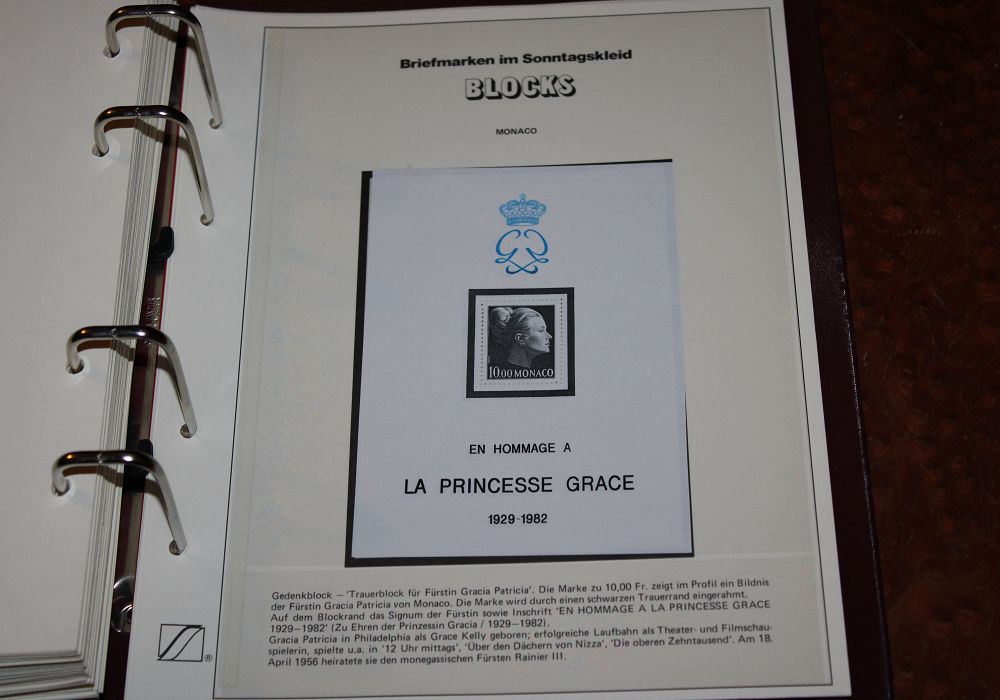 Briefmarken im Sonntagskleid
BLOCKS
MONACO
10.00 MONACO
EN HOMMAGE A
LA PRINCESSE GRACE
1929-1982
Gedenkblock – 'Trauerblock für Fürstin Gracia Patricia'. Die Marke zu 10,00 Fr. zeigt im Profil ein Bildnis
der Fürstin Gracia Patricia von Monaco. Die Marke wird durch einen schwarzen Trauerrand eingerahmt.
Auf dem Blockrand das Signum der Fürstin sowie Inschrift 'EN HOMMAGE A LA PRINCESSE GRACE
1929–1982' (Zu Ehren der Prinzessin Gracia / 1929–1982).
Gracia Patricia in Philadelphia als Grace Kelly geboren; erfolgreiche Laufbahn als Theater- und Filmschau-
spielerin, spielte u.a. in '12 Uhr mittags', 'Über den Dächern von Nizza', 'Die oberen Zehntausend'. Am 18.
April 1956 heiratete sie den monegassischen Fürsten Rainier III.
®